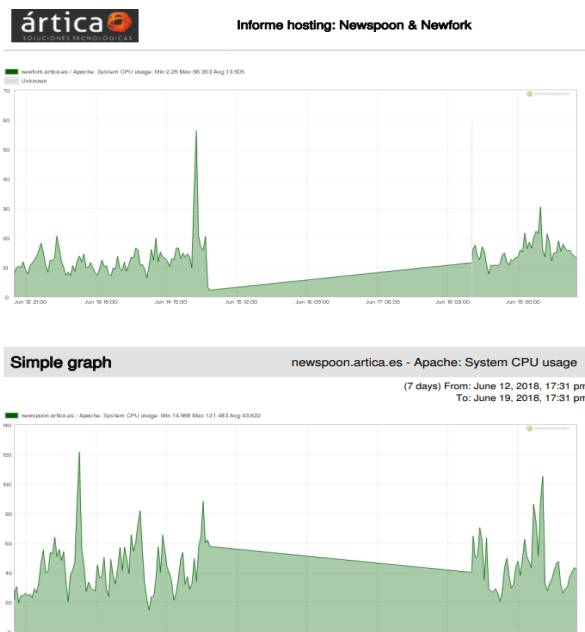 ártica
SOLUCIONES TECNOLÓGICAS
Informe hosting: Newspoon & Newfork
newfork.artica.es / Apache: System CPU usage: Min:2.25 Max:56.353 Avg:13.505
Unknown
70
60
50
40
30
20
10
0
Jun 12 21:00 Jun 13 16:00 Jun 14 15:00 Jun 15 12:00 Jun 16 09:00 Jun 17 06:00 Jun 18 03:00 Jun 19 00:00
Simple graph
newspoon.artica.es - Apache: System CPU usage
(7 days) From: June 12, 2018, 17:31 pm
To: June 19, 2018, 17:31 pm
newspoon.artica.es / Apache: System CPU usage: Min:14.568 Max:121.483 Avg:43.622
140
120
100
80
60
40
20
0